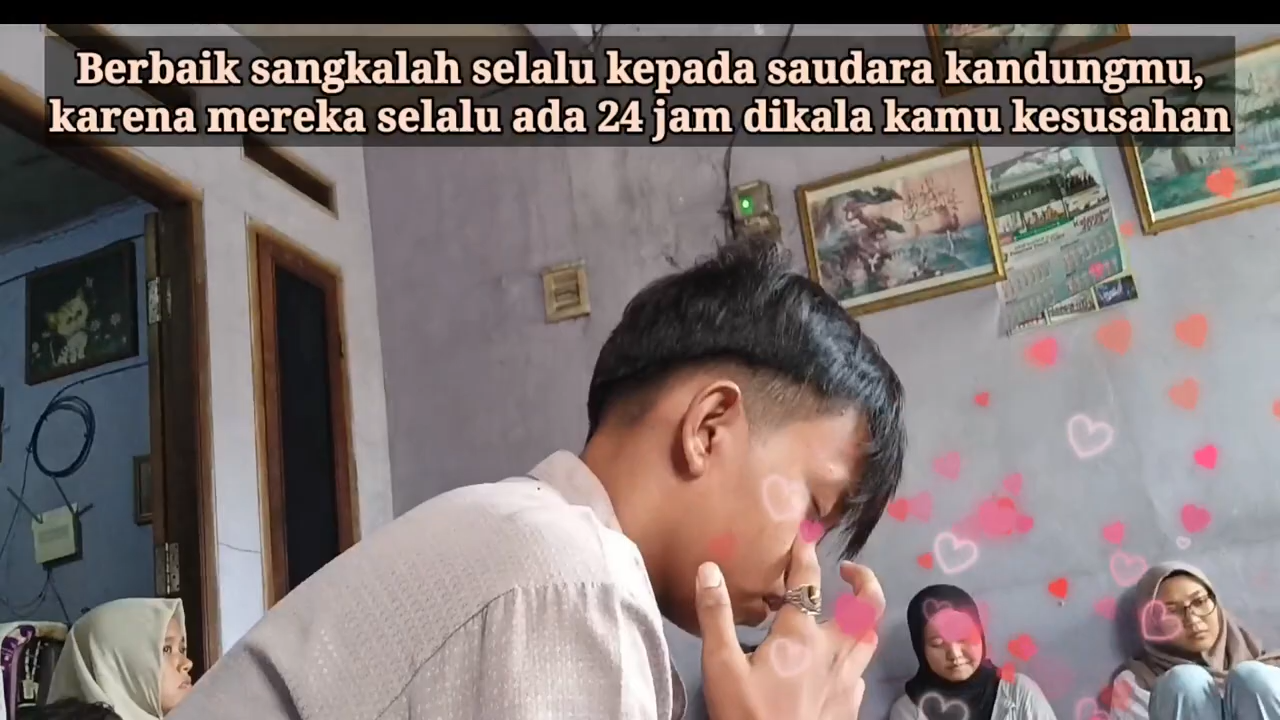 Berbaik sangkalah selalu kepada saudara kandungmu,
karena mereka selalu ada 24 jam dikala kamu kesusahan